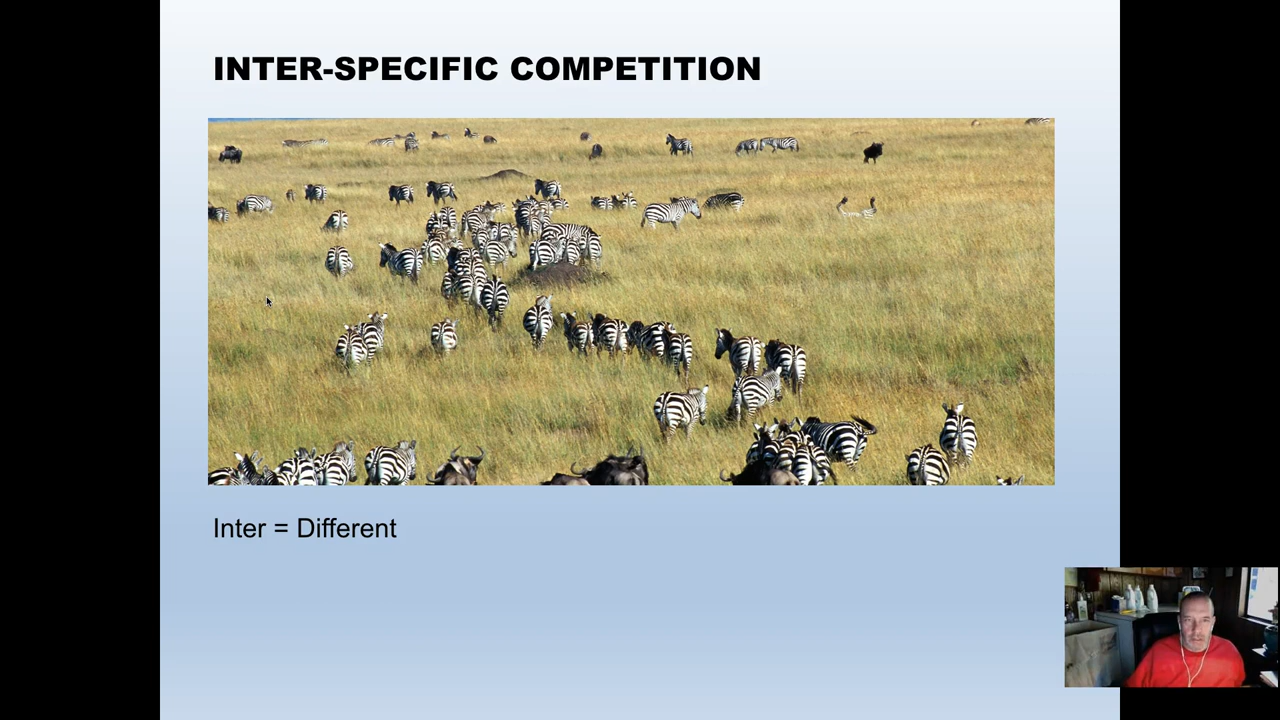 INTER-SPECIFIC COMPETITION
Inter = Different